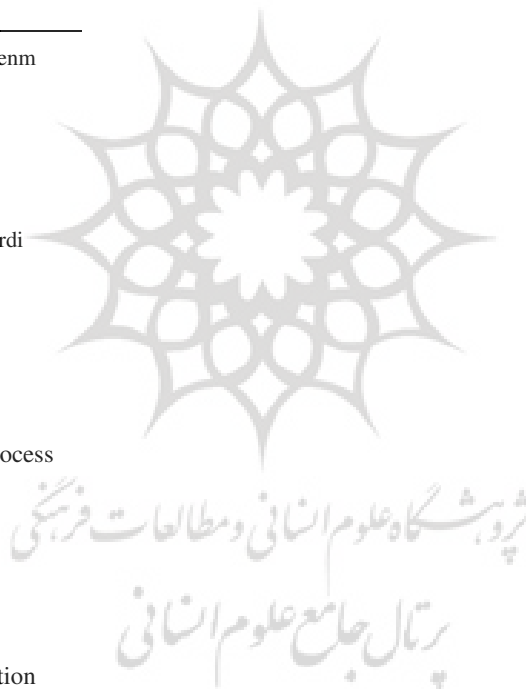 enm
rdi
ocess
پژوهشگاه علوم انسانی و مطالعات فرهنگی
پرتال جامع علوم انسانی
tion